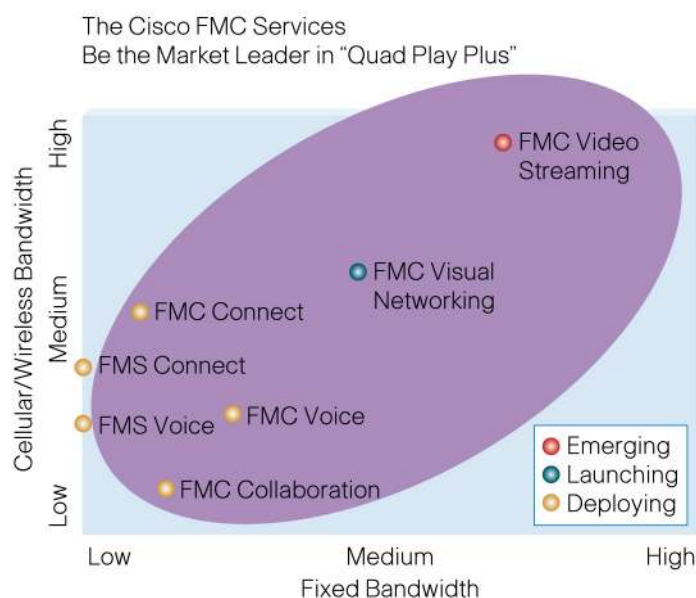 The Cisco FMC Services
Be the Market Leader in “Quad Play Plus”
Cellular/Wireless Bandwidth
High
Medium
Low
FMC Video
Streaming
FMC Visual
Networking
FMC Connect
FMS Connect
FMS Voice
FMC Voice
FMC Collaboration
Emerging
Launching
Deploying
Low
Medium
High
Fixed Bandwidth